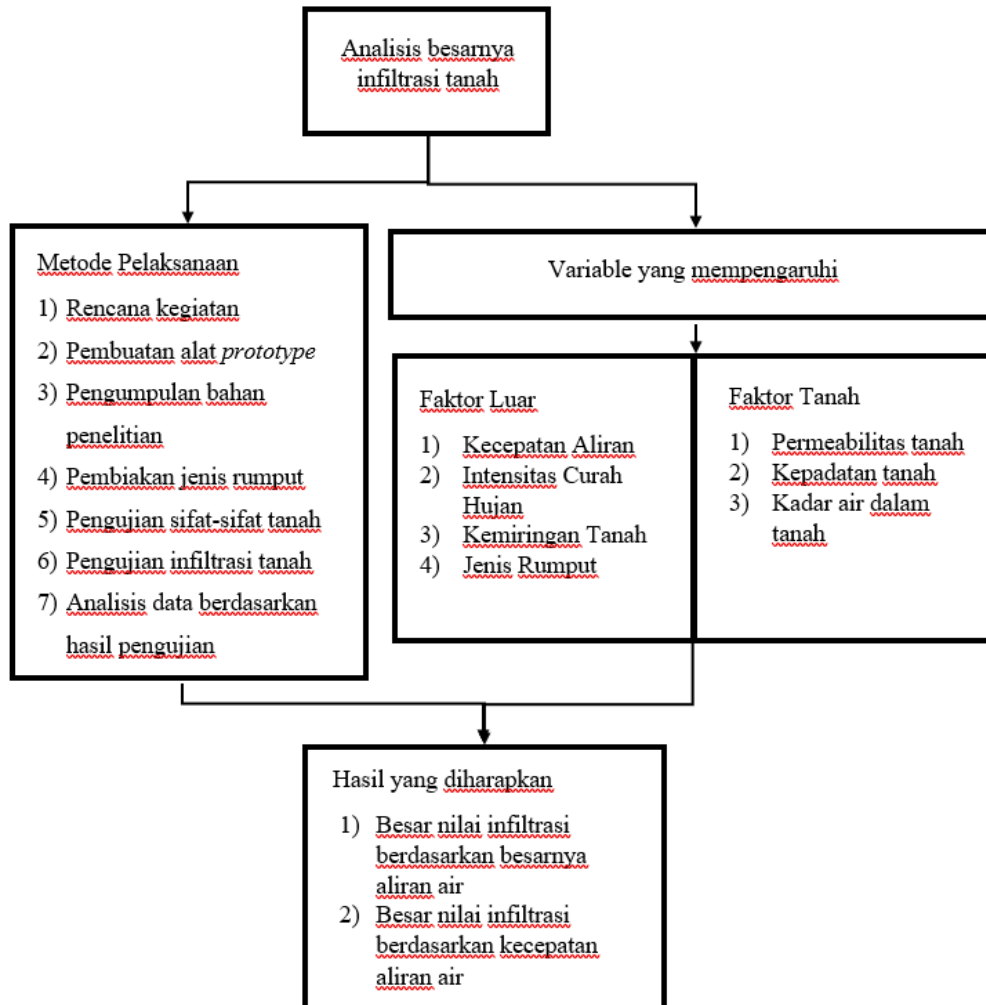 Analisis besarnya
infiltrasi tanah
Metode Pelaksanaan
1) Rencana kegiatan
2) Pembuatan alat prototype
3) Pengumpulan bahan
penelitian
4) Pembiakan jenis rumput
5) Pengujian sifat-sifat tanah
6) Pengujian infiltrasi tanah
7) Analisis data berdasarkan
hasil pengujian
Variable yang mempengaruhi
Faktor Luar
1) Kecepatan Aliran
2) Intensitas Curah
Hujan
3) Kemiringan Tanah
4) Jenis Rumput
Faktor Tanah
1) Permeabilitas tanah
2) Kepadatan tanah
3) Kadar air dalam
tanah
Hasil yang diharapkan
1) Besar nilai infiltrasi
berdasarkan besarnya
aliran air
2) Besar nilai infiltrasi
berdasarkan kecepatan
aliran air